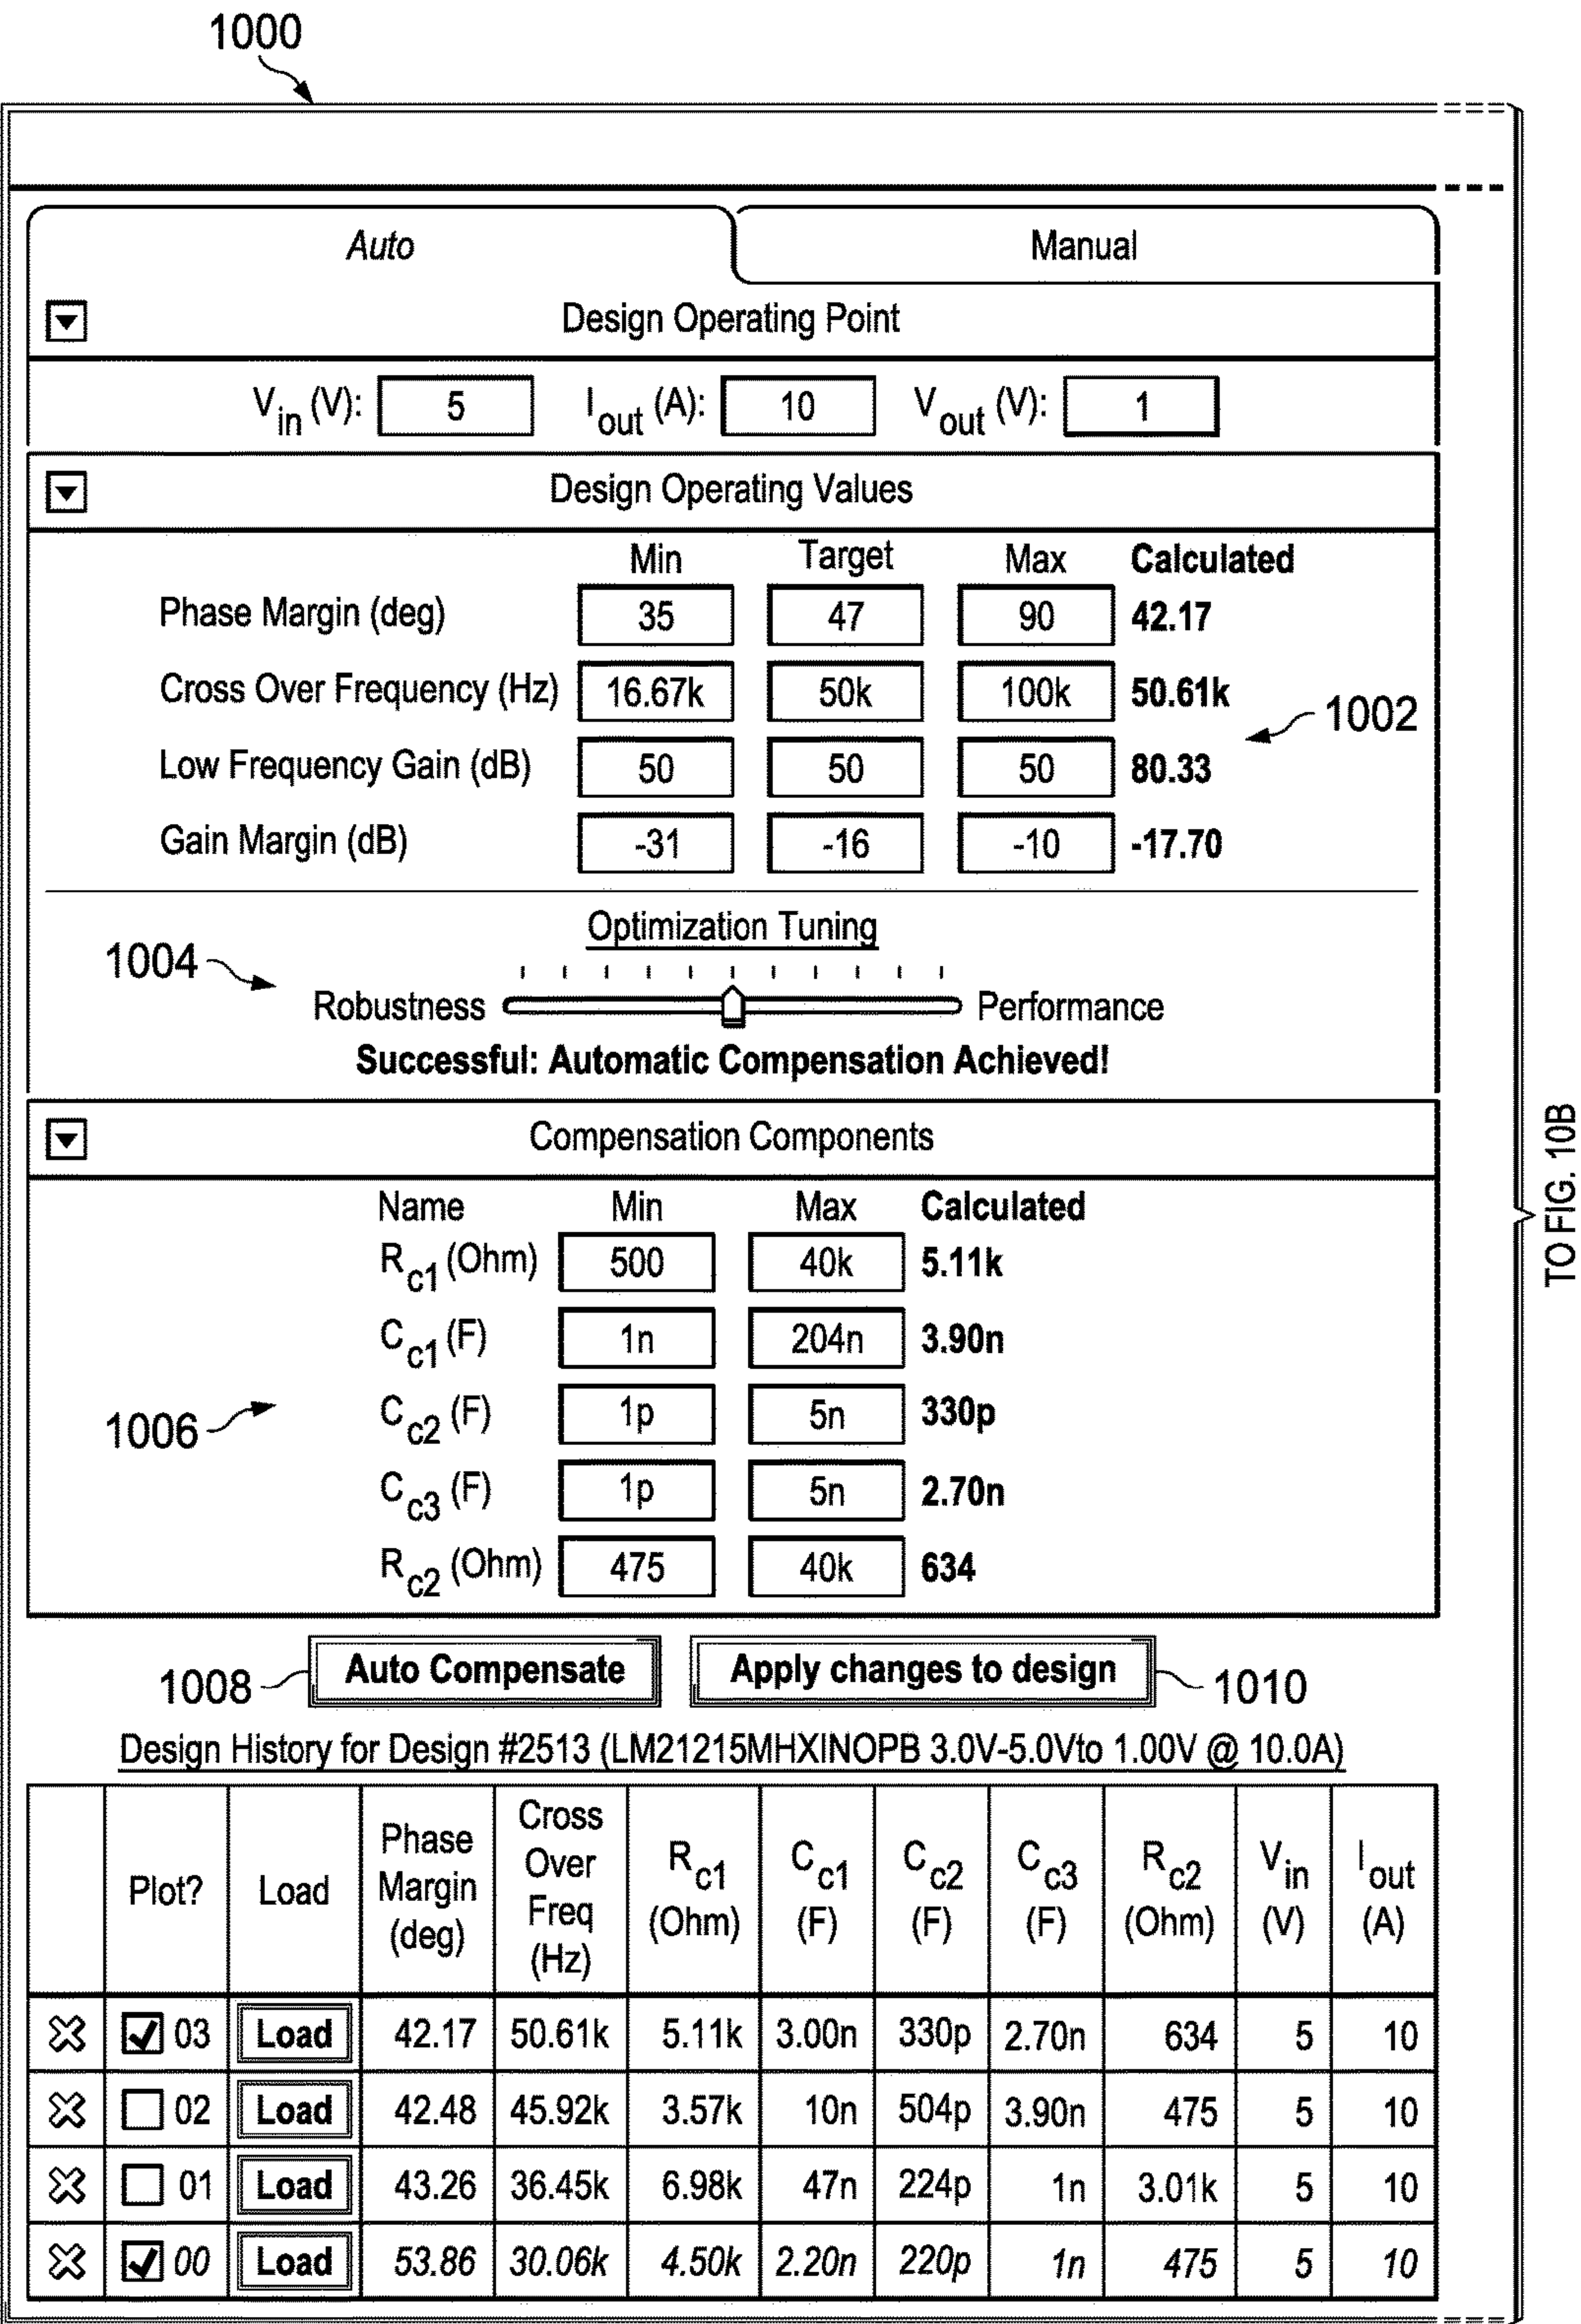 1000
Auto Manual
Design Operating Point
Vin (V): 5 Iout (A): 10 Vout (V): 1
Design Operating Values
Min Target Max Calculated
Phase Margin (deg) 35 47 90 42.17
Cross Over Frequency (Hz) 16.67k 50k 100k 50.61k
1002
Low Frequency Gain (dB) 50 50 50 80.33
Gain Margin (dB) -31 -16 -10 -17.70
Optimization Tuning
1004
Robustness Performance
Successful: Automatic Compensation Achieved!
Compensation Components
Name Min Max Calculated
Rc1 (Ohm) 500 40k 5.11k
Cc1 (F) 1n 204n 3.90n
Cc2 (F) 1p 5n 330p
1006
Cc3 (F) 1p 5n 2.70n
Rc2 (Ohm) 475 40k 634
1008 Auto Compensate Apply changes to design 1010
Design History for Design #2513 (LM21215MHXINOPB 3.0V-5.0Vto 1.00V @ 10.0A)
Plot? Load Phase Margin (deg) Cross Over Freq (Hz) Rc1 (Ohm) Cc1 (F) Cc2 (F) Cc3 (F) Rc2 (Ohm) Vin (V) Iout (A)
03 Load 42.17 50.61k 5.11k 3.00n 330p 2.70n 634 5 10
02 Load 42.48 45.92k 3.57k 10n 504p 3.90n 475 5 10
01 Load 43.26 36.45k 6.98k 47n 224p 1n 3.01k 5 10
00 Load 53.86 30.06k 4.50k 2.20n 220p 1n 475 5 10
TO FIG. 10B